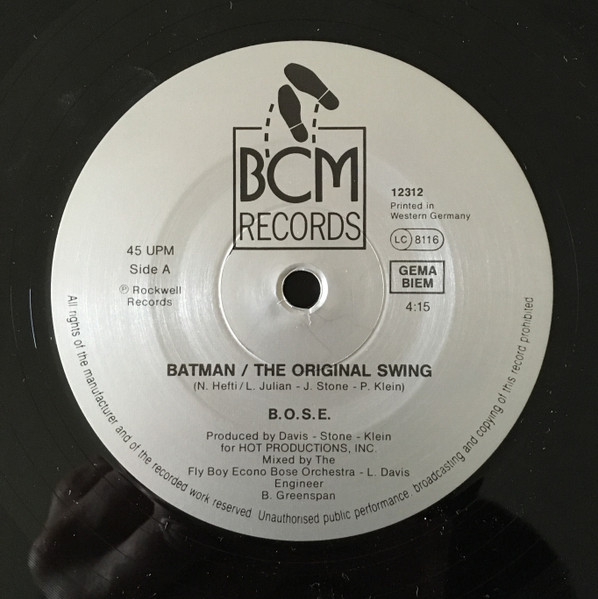 BCM
RECORDS
45 UPM
Side A
℗ Rockwell
Records
12312
Printed in
Western Germany
LC 8116
GEMA
BIEM
4:15
BATMAN / THE ORIGINAL SWING
(N. Hefti / L. Julian - J. Stone - P. Klein)
B.O.S.E.
Produced by Davis - Stone - Klein
for HOT PRODUCTIONS, INC.
Mixed by The
Fly Boy Econo Bose Orchestra - L. Davis
Engineer
B. Greenspan
All rights of the manufacturer and of the recorded work reserved. Unauthorised public performance, broadcasting and copying of this record prohibited